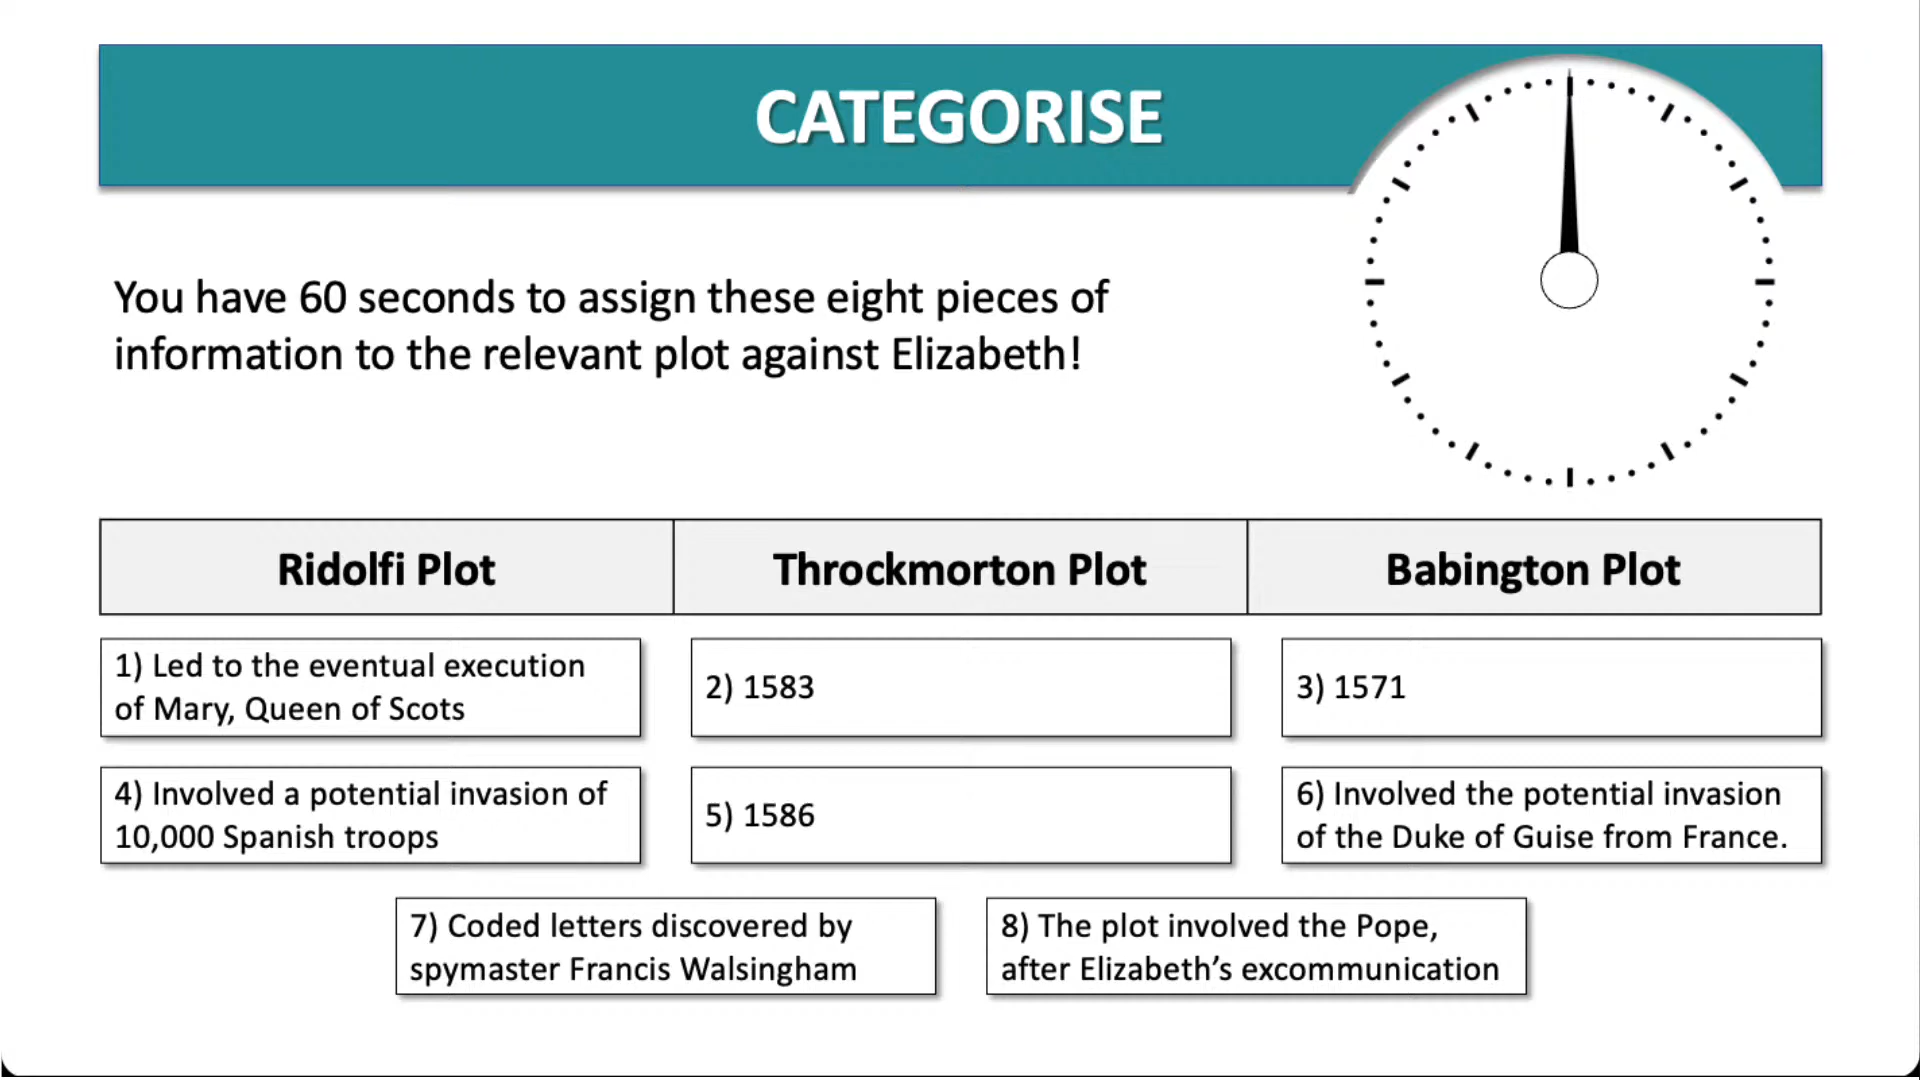 CATEGORISE
You have 60 seconds to assign these eight pieces of
information to the relevant plot against Elizabeth!
Ridolfi Plot
Throckmorton Plot
Babington Plot
1) Led to the eventual execution
of Mary, Queen of Scots
2) 1583
3) 1571
4) Involved a potential invasion of
10,000 Spanish troops
5) 1586
6) Involved the potential invasion
of the Duke of Guise from France.
7) Coded letters discovered by
spymaster Francis Walsingham
8) The plot involved the Pope,
after Elizabeth’s excommunication